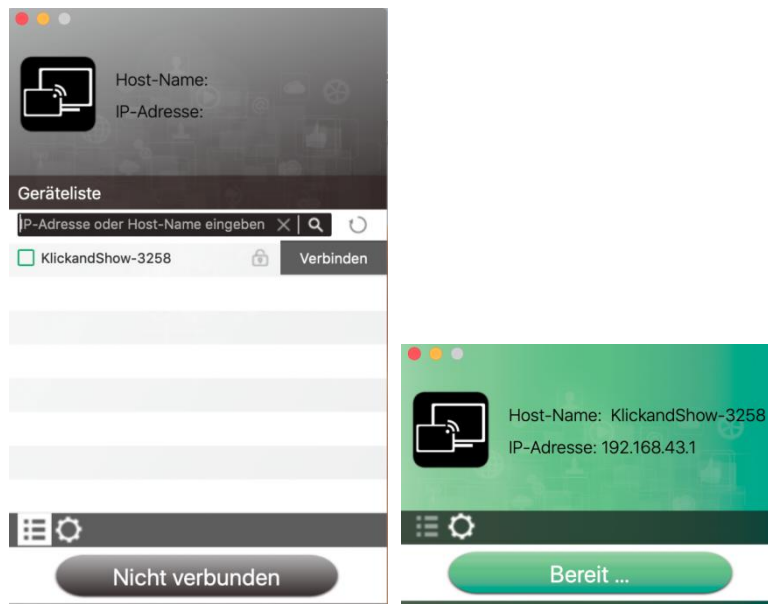 Host-Name:
IP-Adresse:
Geräteliste
IP-Adresse oder Host-Name eingeben
KlickandShow-3258
Verbinden
Nicht verbunden
Host-Name: KlickandShow-3258
IP-Adresse: 192.168.43.1
Bereit ...